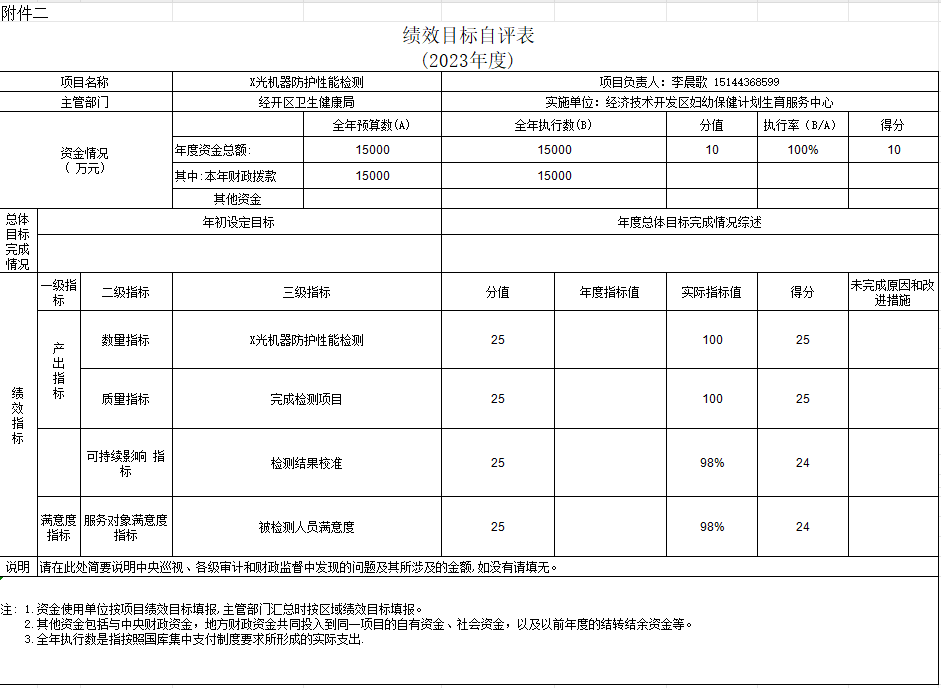 附件二
绩效目标自评表
(2023年度)
项目名称 X光机器防护性能检测 项目负责人: 李晨歌 15144368599
主管部门 经开区卫生健康局 实施单位: 经济技术开发区妇幼保健计划生育服务中心
资金情况
( 万元) 全年预算数(A) 全年执行数(B) 分值 执行率（B/A) 得分
年度资金总额: 15000 15000 10 100% 10
其中:本年财政拨款 15000 15000
其他资金
总体
目标
完成
情况 年初设定目标 年度总体目标完成情况综述
绩
效
指
标 一级指
标 二级指标 三级指标 分值 年度指标值 实际指标值 得分 未完成原因和改
进措施
产
出
指
标 数量指标 X光机器防护性能检测 25 100 25
质量指标 完成检测项目 25 100 25
可持续影响 指
标 检测结果校准 25 98% 24
满意度
指标 服务对象满意度
指标 被检测人员满意度 25 98% 24
说明 请在此处简要说明中央巡视、各级审计和财政监督中发现的问题及其所涉及的金额,如没有请填无。
注: 1.资金使用单位按项目绩效目标填报,主管部门汇总时按区域绩效目标填报。
2.其他资金包括与中央财政资金，地方财政资金共同投入到同一项目的自有资金、社会资金，以及以前年度的结转结余资金等。
3.全年执行数是指按照国库集中支付制度要求所形成的实际支出.